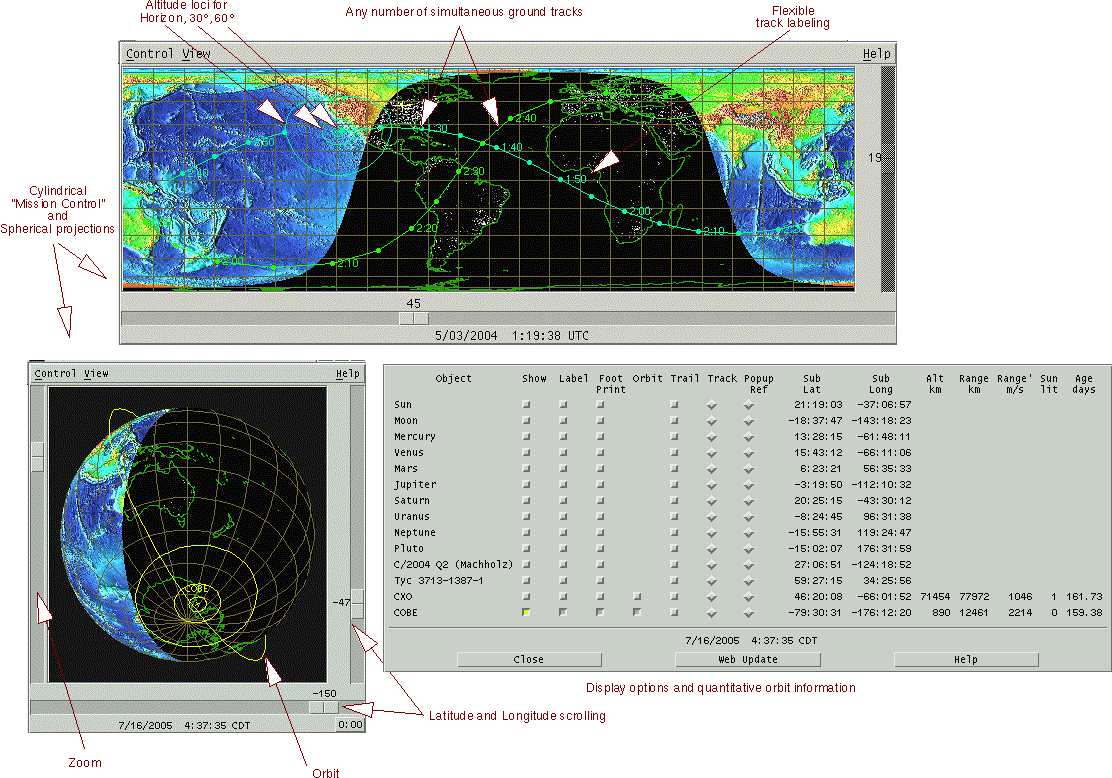 Altitude loci for
Horizon, 30°, 60°
Any number of simultaneous ground tracks
Flexible
track labeling
Control View Help
2:00
2:10
1:30
2:40
1:40
2:30
1:50
2:00
2:20
2:10
2:20
2:00
2:10
19
45
5/03/2004 1:19:38 UTC
Cylindrical
"Mission Control"
and
Spherical projections
Control View Help
COBE
-47
-150
7/16/2005 4:37:35 CDT 0:00
Zoom
Orbit
Latitude and Longitude scrolling
Object Show Label Foot Print Orbit Trail Track Popup Ref Sub Lat Sub Long Alt km Range km Range' m/s Sun lit Age days
Sun 21:19:03 -37:06:57
Moon -18:37:47 -143:18:23
Mercury 13:28:15 -61:48:11
Venus 15:43:12 -66:11:06
Mars 6:23:21 56:35:33
Jupiter -3:19:50 -112:10:32
Saturn 20:25:15 -43:30:12
Uranus -8:24:45 96:31:38
Neptune -15:55:31 119:24:47
Pluto -15:02:07 176:31:59
C/2004 Q2 (Machholz) 27:06:51 -124:18:52
Tyc 3713-1387-1 59:27:15 34:25:56
CXO 46:20:08 -66:01:52 71454 77972 1046 1 161.73
COBE -79:30:31 -176:12:20 890 12461 2214 0 159.38
7/16/2005 4:37:35 CDT
Close Web Update Help
Display options and quantitative orbit information